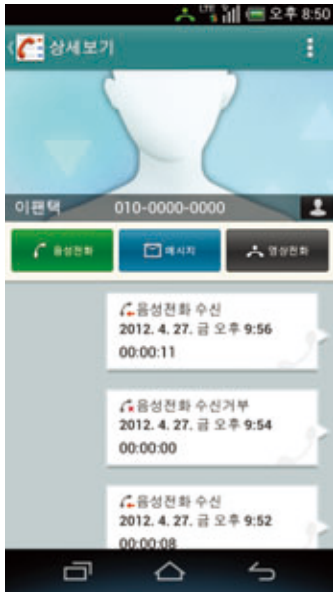 LTE 오후 8:50
상세보기
이팬택 010-0000-0000
음성전화 메시지 영상전화
음성전화 수신
2012. 4. 27. 금 오후 9:56
00:00:11
음성전화 수신거부
2012. 4. 27. 금 오후 9:54
00:00:00
음성전화 수신
2012. 4. 27. 금 오후 9:52
00:00:08